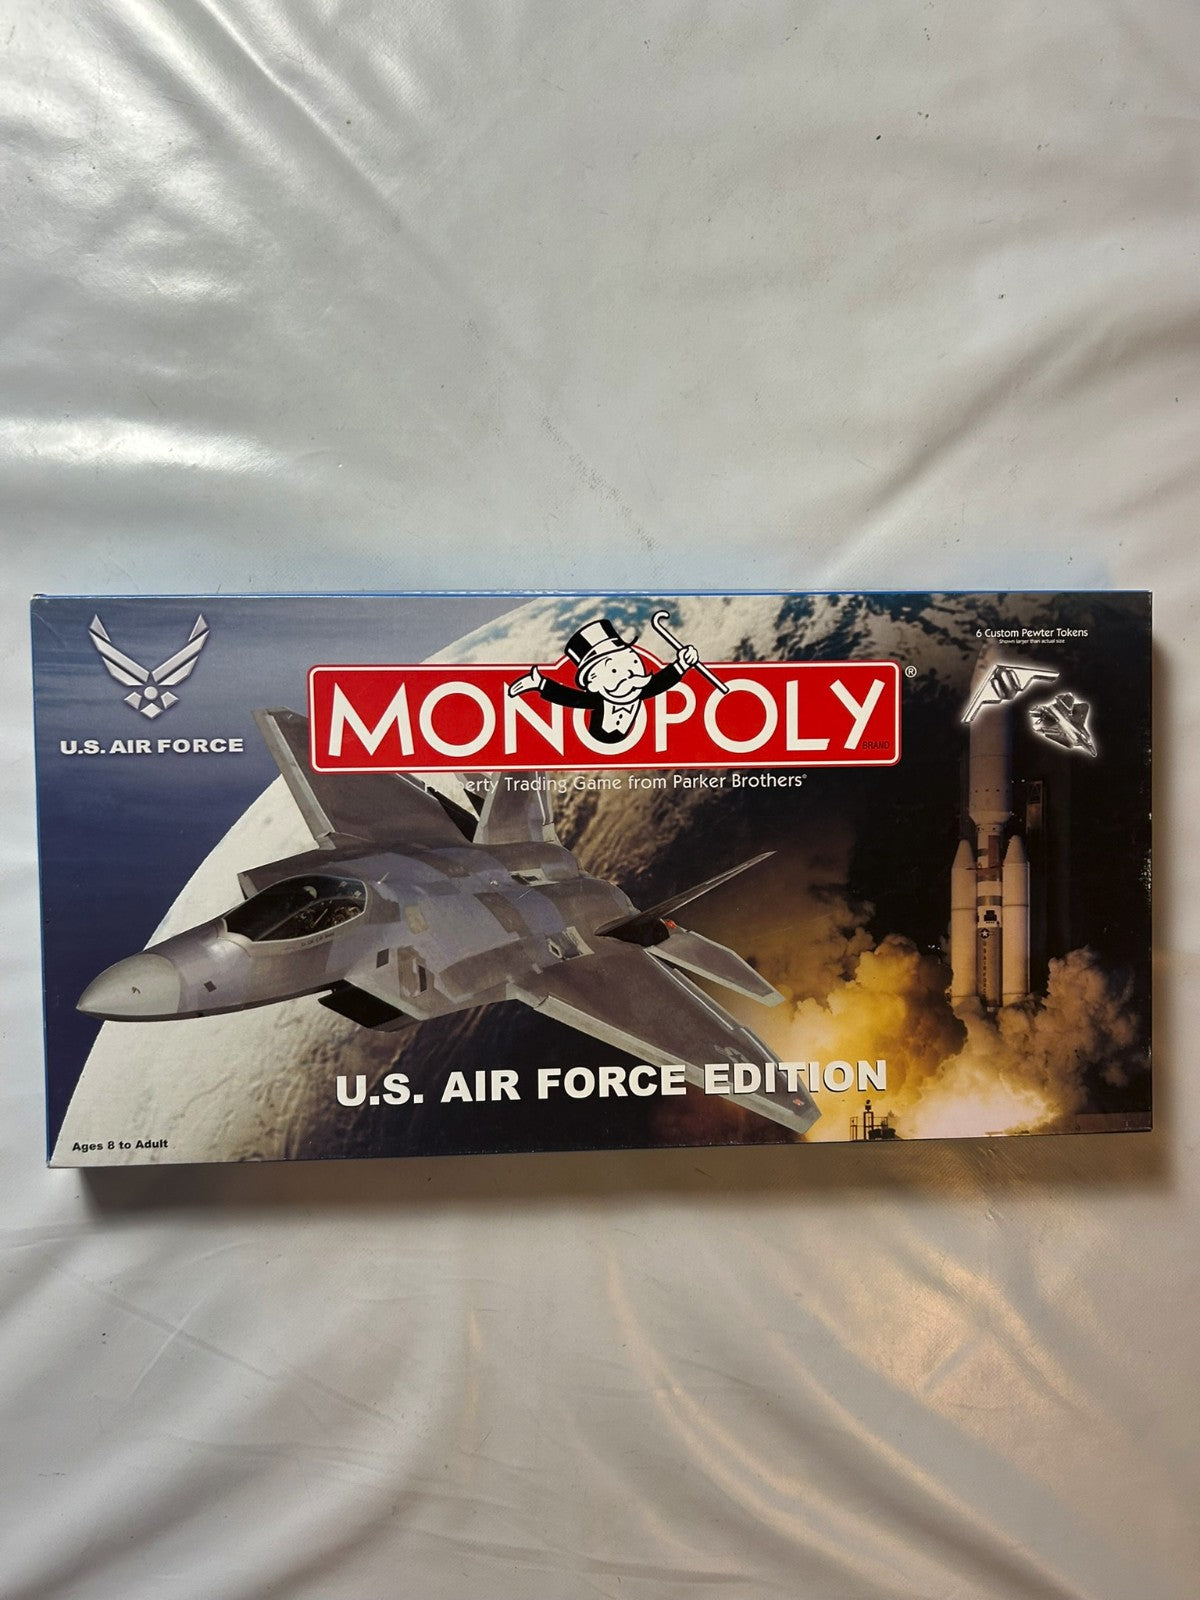 6 Custom Pewter Tokens
Shown larger than actual size
MONOPOLY®
BRAND
U.S. AIR FORCE
Property Trading Game from Parker Brothers®
U.S. AIR FORCE EDITION
Ages 8 to Adult